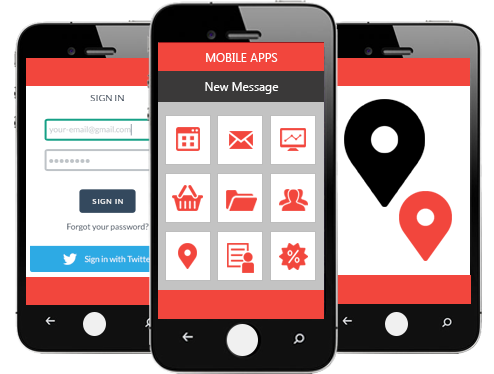 SIGN IN
your-email@gmail.com
SIGN IN
Forgot your password?
Sign in with Twitte
MOBILE APPS
New Message
%